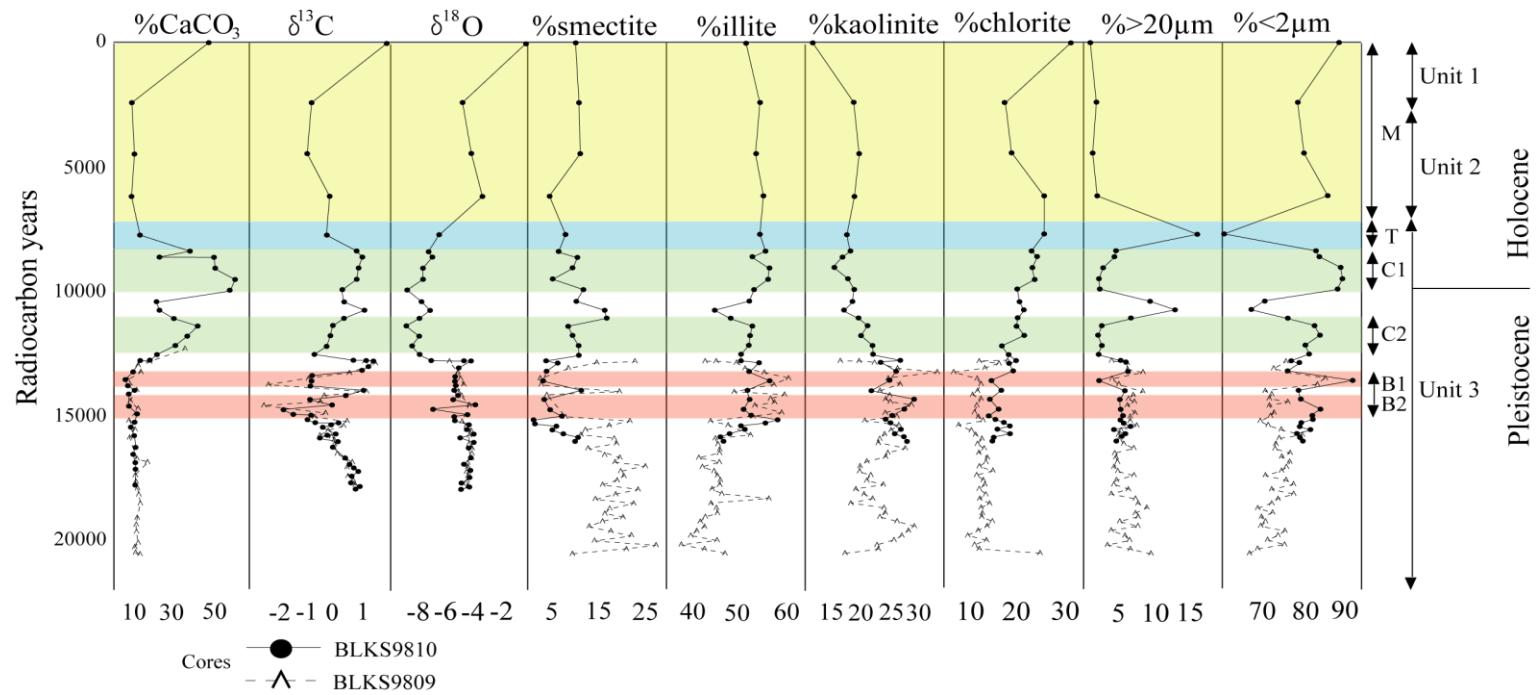 %CaCO₃ δ¹³C δ¹⁸O %smectite %illite %kaolinite %chlorite %>20µm %<2µm
0
Unit 1
M
5000
Unit 2
Holocene
T
C1
10000
C2
Radiocarbon years
Unit 3
B1
B2
15000
Pleistocene
20000
10 30 50 -2 -1 0 1 -8 -6 -4 -2 5 15 25 40 50 60 15 20 25 30 10 20 30 5 10 15 70 80 90
Cores
BLKS9810
BLKS9809